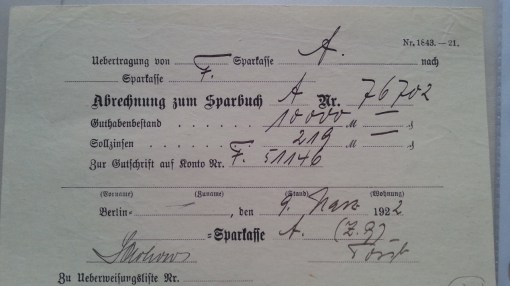 Nr. 1843. — 21.
Uebertragung von F. Sparkasse A. nach
F. Sparkasse
Abrechnung zum Sparbuch A Nr. 76702
Guthabenbestand . . . . . . 10000 M — ₰
Sollzinsen . . . . . . 219 M — ₰
Zur Gutschrift auf Konto Nr. F. 51146
(Vorname) (Zuname) (Stand) (Wohnung)
Berlin- — , den 9. März 1922
-Sparkasse A. (Z. 9)
Zu Ueberweisungsliste Nr.